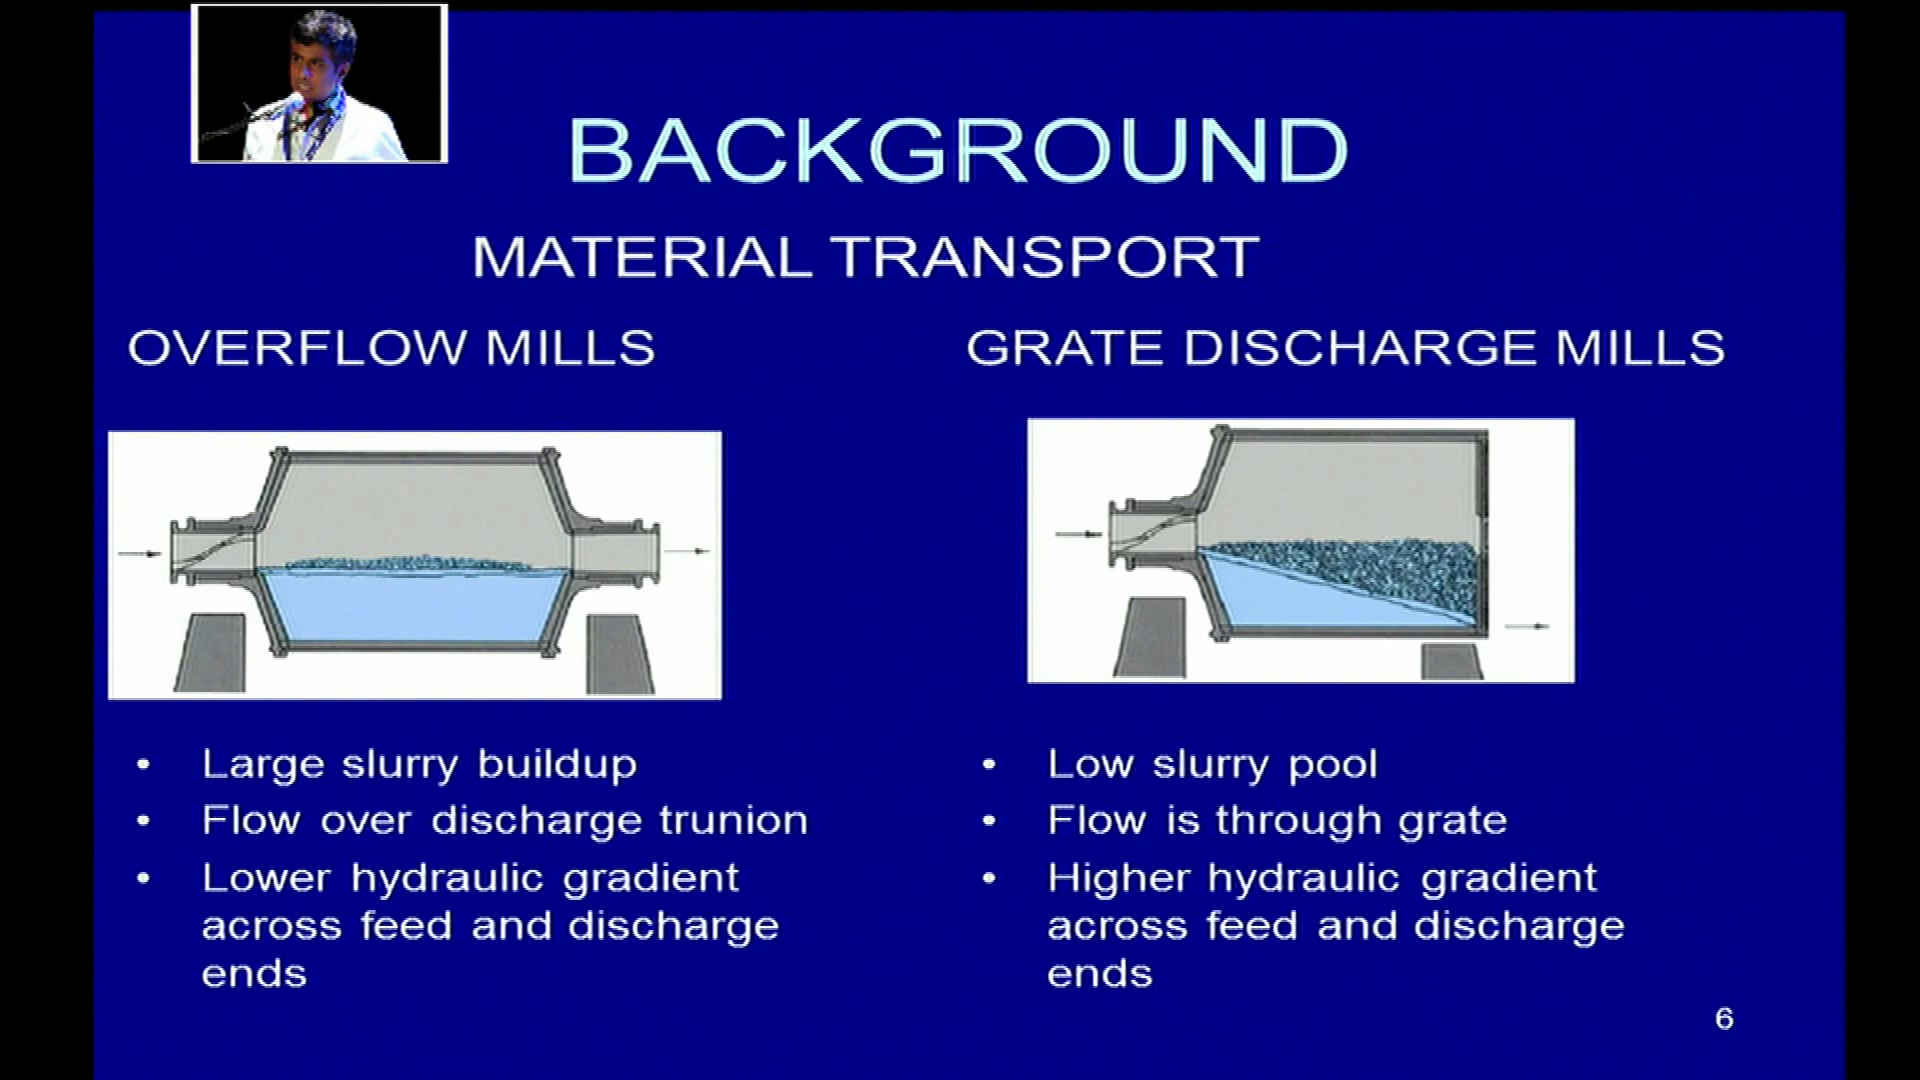 BACKGROUND
MATERIAL TRANSPORT
OVERFLOW MILLS
GRATE DISCHARGE MILLS
• Large slurry buildup
• Flow over discharge trunion
• Lower hydraulic gradient
across feed and discharge
ends
• Low slurry pool
• Flow is through grate
• Higher hydraulic gradient
across feed and discharge
ends
6